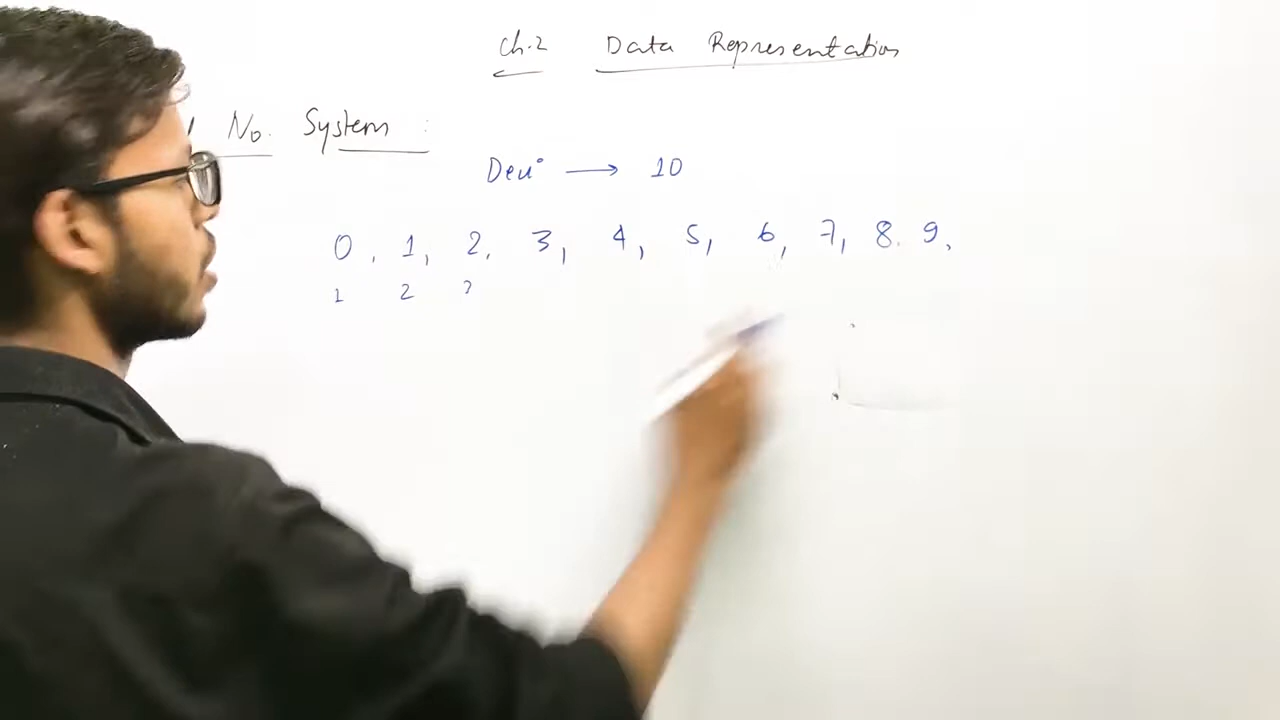 Ch.2 Data Representation
No. System :
Deci → 10
0, 1, 2, 3, 4, 5, 6, 7, 8. 9,
1 2 3